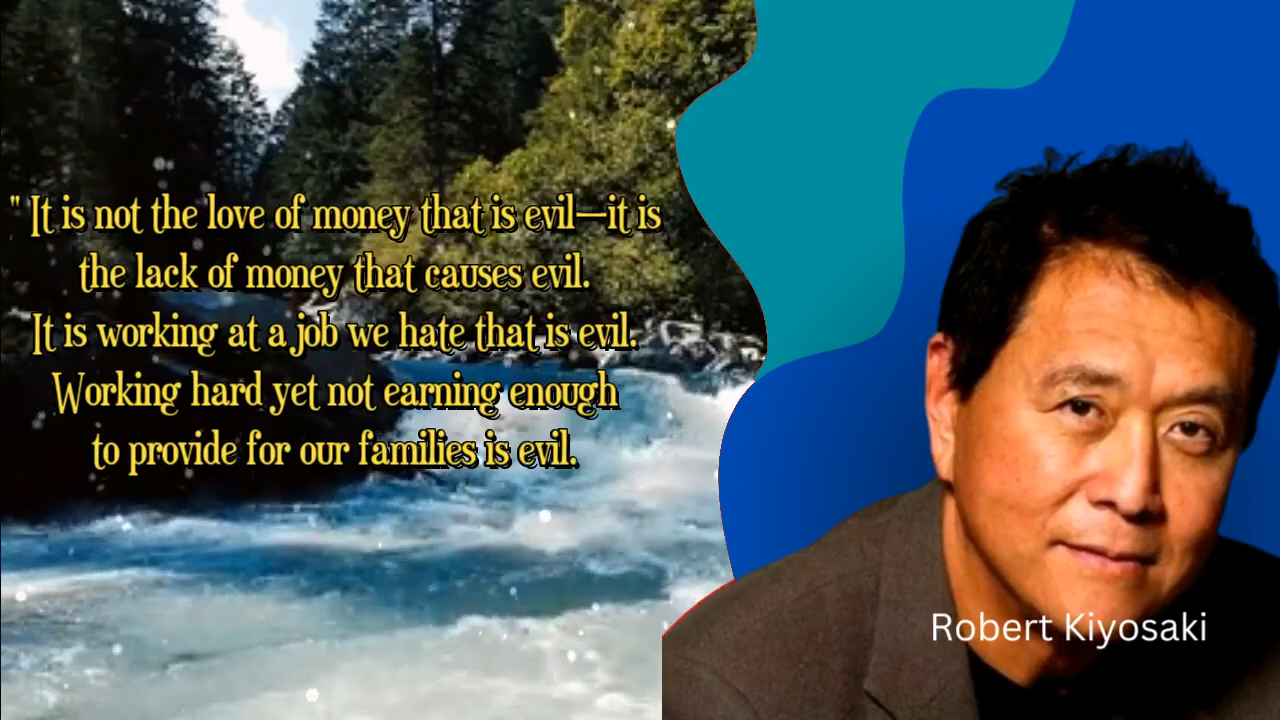 " It is not the love of money that is evil—it is
the lack of money that causes evil.
It is working at a job we hate that is evil.
Working hard yet not earning enough
to provide for our families is evil.
Robert Kiyosaki